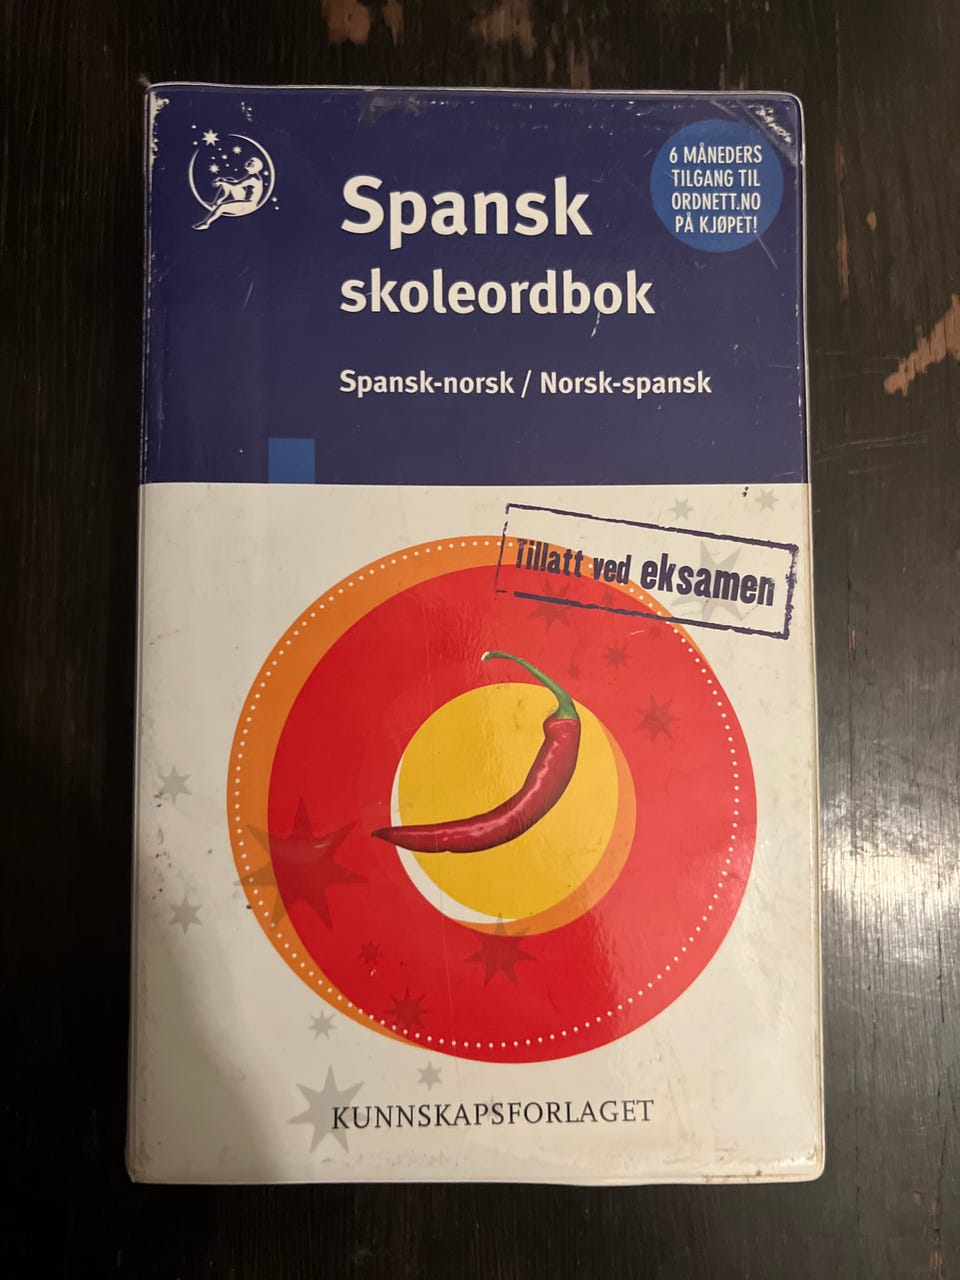 Spansk
skoleordbok
Spansk-norsk / Norsk-spansk
6 MÅNEDERS
TILGANG TIL
ORDNETT.NO
PÅ KJØPET!
Tillatt ved eksamen
KUNNSKAPSFORLAGET